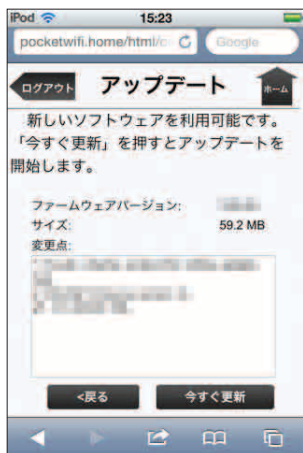 iPod 15:23
pocketwifi.home/html/c Google
ログアウト アップデート ホーム
新しいソフトウェアを利用可能です。
「今すぐ更新」を押すとアップデートを
開始します。
ファームウェアバージョン:
サイズ: 59.2 MB
変更点:
<戻る 今すぐ更新